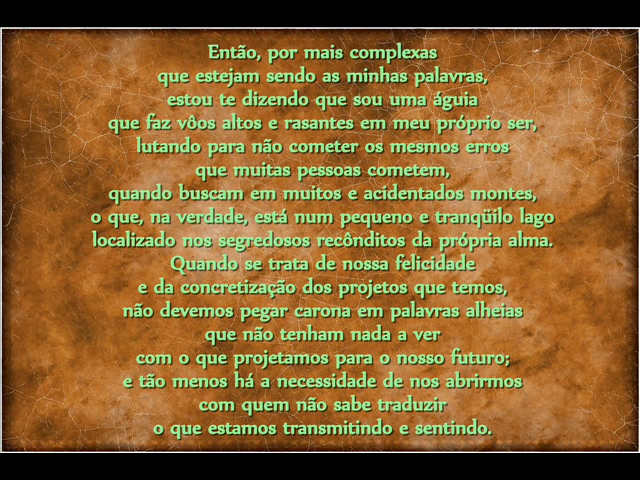 Então, por mais complexas
que estejam sendo as minhas palavras,
estou te dizendo que sou uma águia
que faz vôos altos e rasantes em meu próprio ser,
lutando para não cometer os mesmos erros
que muitas pessoas cometem,
quando buscam em muitos e acidentados montes,
o que, na verdade, está num pequeno e tranqüilo lago
localizado nos segredosos recônditos da própria alma.
Quando se trata de nossa felicidade
e da concretização dos projetos que temos,
não devemos pegar carona em palavras alheias
que não tenham nada a ver
com o que projetamos para o nosso futuro;
e tão menos há a necessidade de nos abrirmos
com quem não sabe traduzir
o que estamos transmitindo e sentindo.